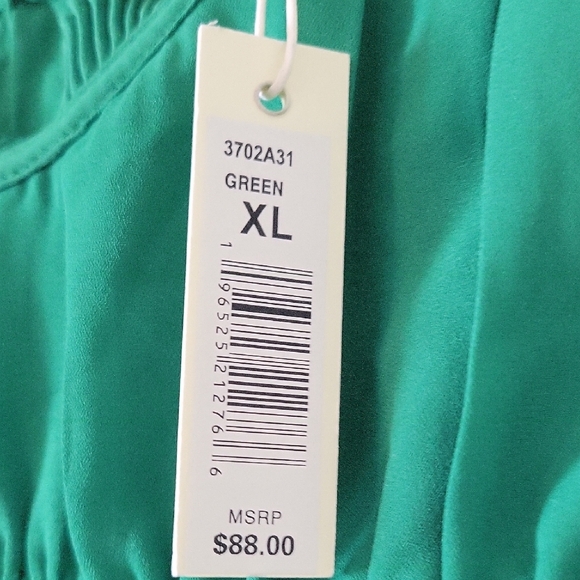 3702A31
GREEN
XL
1 96525 21276 6
MSRP
$88.00